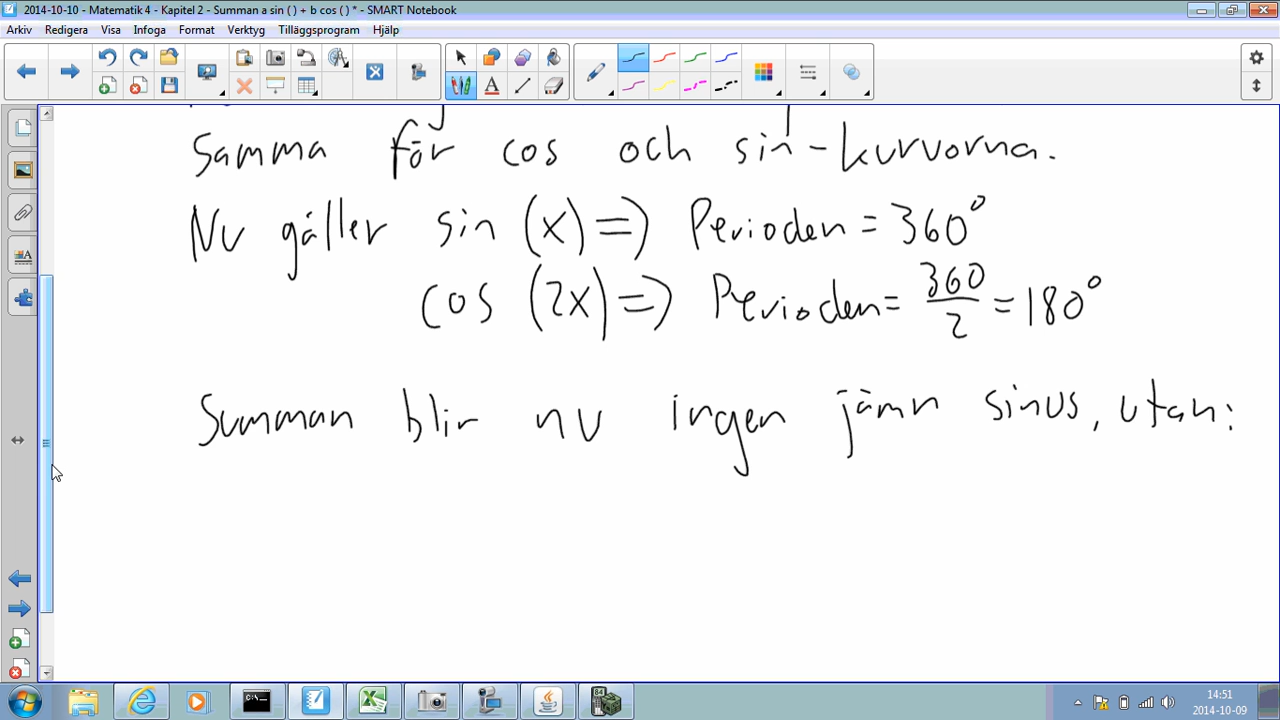 2014-10-10 - Matematik 4 - Kapitel 2 - Summan a sin ( ) + b cos ( ) * - SMART Notebook
Arkiv Redigera Visa Infoga Format Verktyg Tilläggsprogram Hjälp
Samma för cos och sin-kurvorna.
Nu gäller sin (x) => Perioden = 360°
cos (2x) => Perioden = 360/2 = 180°
Summan blir nu ingen jämn sinus, utan:
14:51
2014-10-09